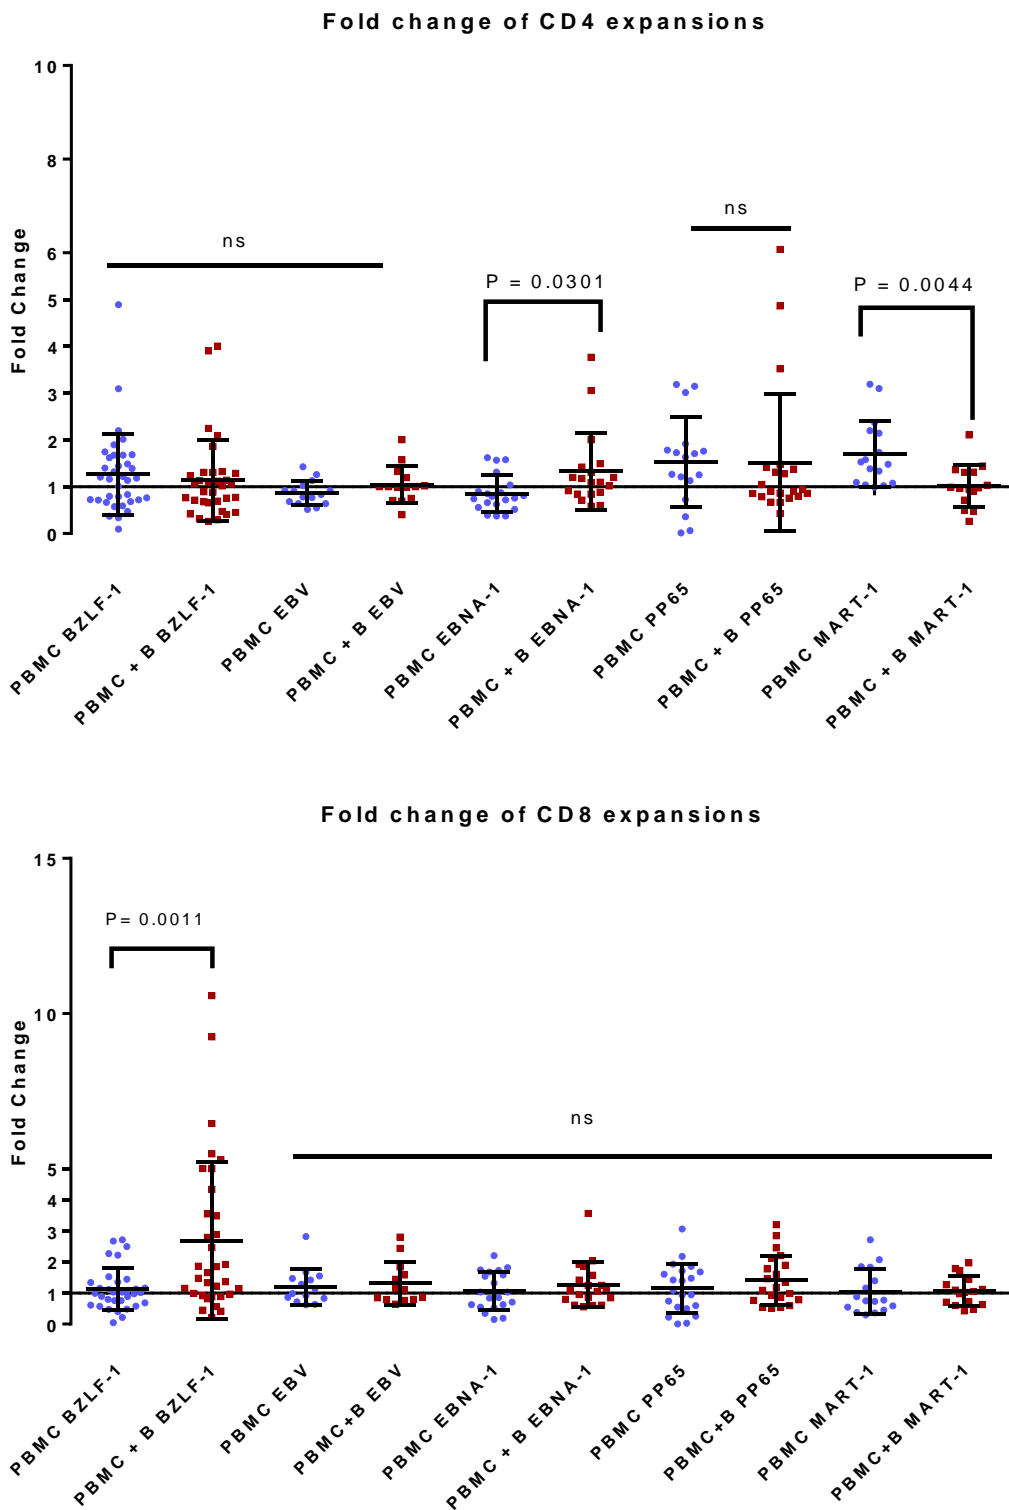 Fold change of CD4 expansions
Fold Change
10
8
6
5
4
3
2
1
0
ns
P = 0.0301
ns
P = 0.0044
PBMC BZLF-1
PBMC + B BZLF-1
PBMC EBV
PBMC + B EBV
PBMC EBNA-1
PBMC + B EBNA-1
PBMC PP65
PBMC + B PP65
PBMC MART-1
PBMC + B MART-1
Fold change of CD8 expansions
Fold Change
15
10
5
4
3
2
1
0
P= 0.0011
ns
PBMC BZLF-1
PBMC + B BZLF-1
PBMC EBV
PBMC+B EBV
PBMC EBNA-1
PBMC + B EBNA-1
PBMC PP65
PBMC+B PP65
PBMC MART-1
PBMC+B MART-1